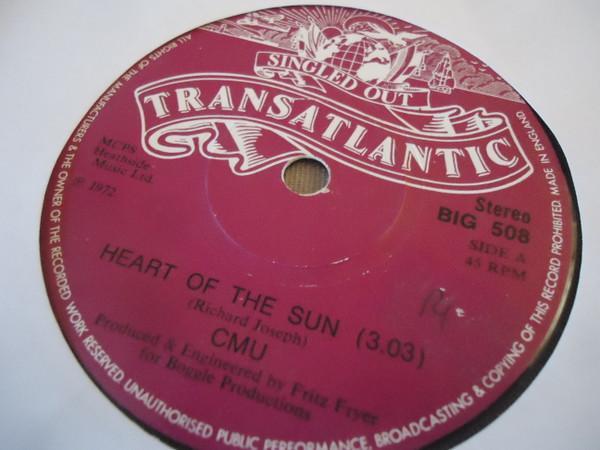 SINGLED OUT
TRANSATLANTIC
MCPS
Heathside
Music Ltd.
℗ 1972
Stereo
BIG 508
SIDE A
45 RPM
HEART OF THE SUN (3.03)
(Richard Joseph)
CMU
Produced & Engineered by Fritz Fryer
for Boggle Productions
ALL RIGHTS OF THE MANUFACTURERS & THE OWNER OF THE RECORDED WORK RESERVED. UNAUTHORISED PUBLIC PERFORMANCE, BROADCASTING & COPYING OF THIS RECORD PROHIBITED. MADE IN ENGLAND